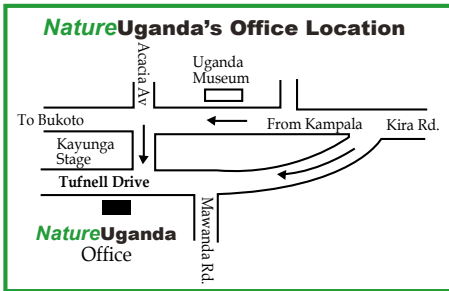 NatureUganda's Office Location
Acacia Av
Uganda
Museum
To Bukoto
From Kampala
Kira Rd.
Kayunga
Stage
Tufnell Drive
Mawanda Rd.
NatureUganda
Office